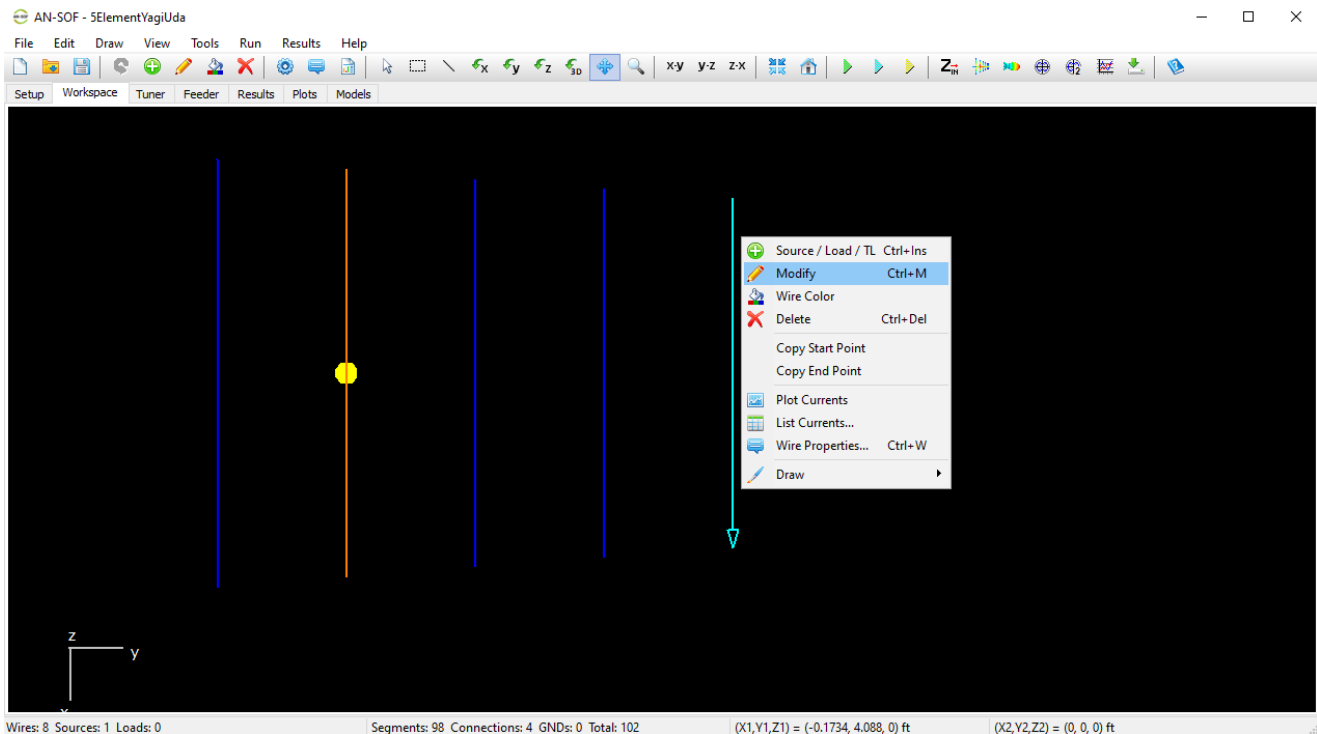 AN-SOF - 5ElementYagiUda
File Edit Draw View Tools Run Results Help
X 3D X-Y Y-Z Z-X Z IN 2
Setup Workspace Tuner Feeder Results Plots Models
Source / Load / TL Ctrl+Ins
Modify Ctrl+M
Wire Color
Delete Ctrl+Del
Copy Start Point
Copy End Point
Plot Currents
List Currents...
Wire Properties... Ctrl+W
Draw
z
y
x
Wires: 8 Sources: 1 Loads: 0 Segments: 98 Connections: 4 GNDs: 0 Total: 102 (X1,Y1,Z1) = (-0.1734, 4.088, 0) ft (X2,Y2,Z2) = (0, 0, 0) ft